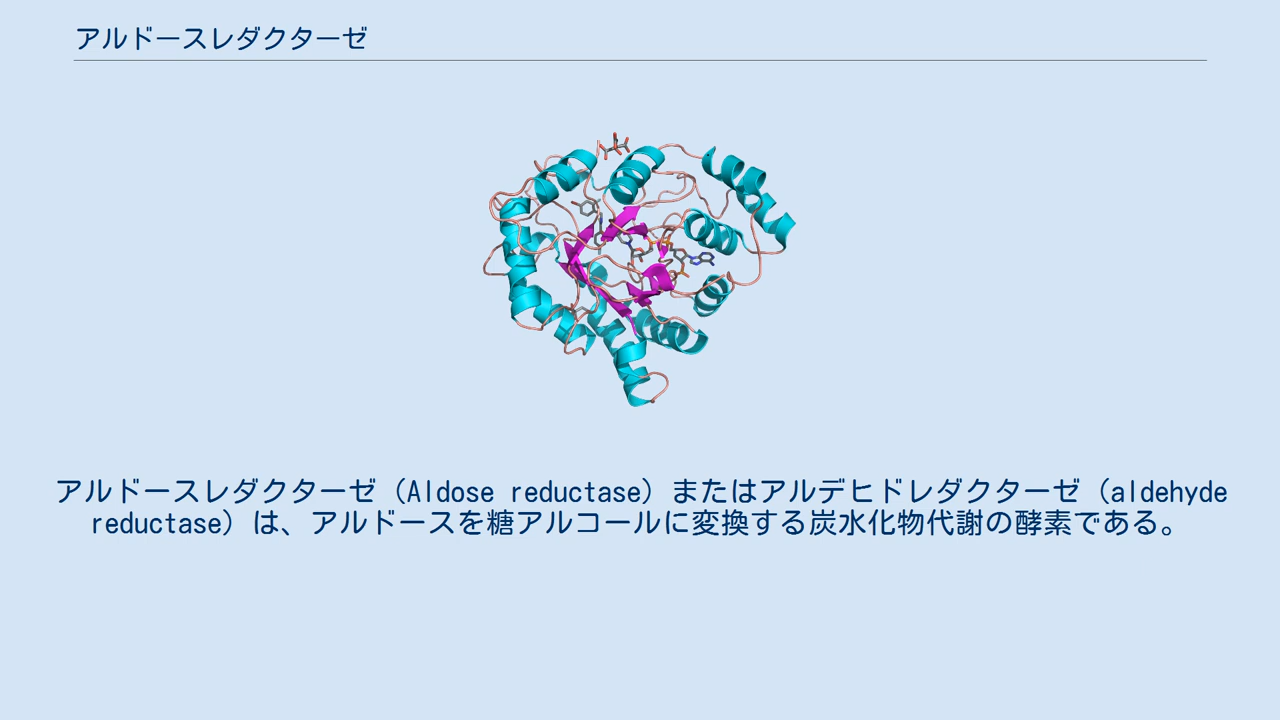 アルドースレダクターゼ
アルドースレダクターゼ（Aldose reductase）またはアルデヒドレダクターゼ（aldehyde
reductase）は、アルドースを糖アルコールに変換する炭水化物代謝の酵素である。